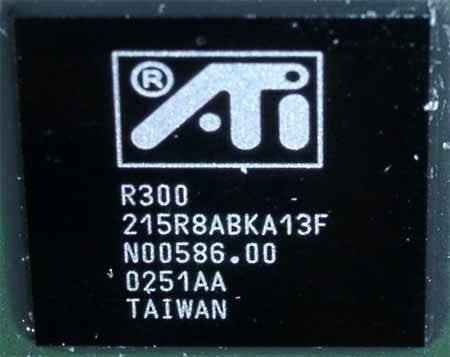 ® ATi
R300
215R8ABKA13F
N00586.00
0251AA
TAIWAN